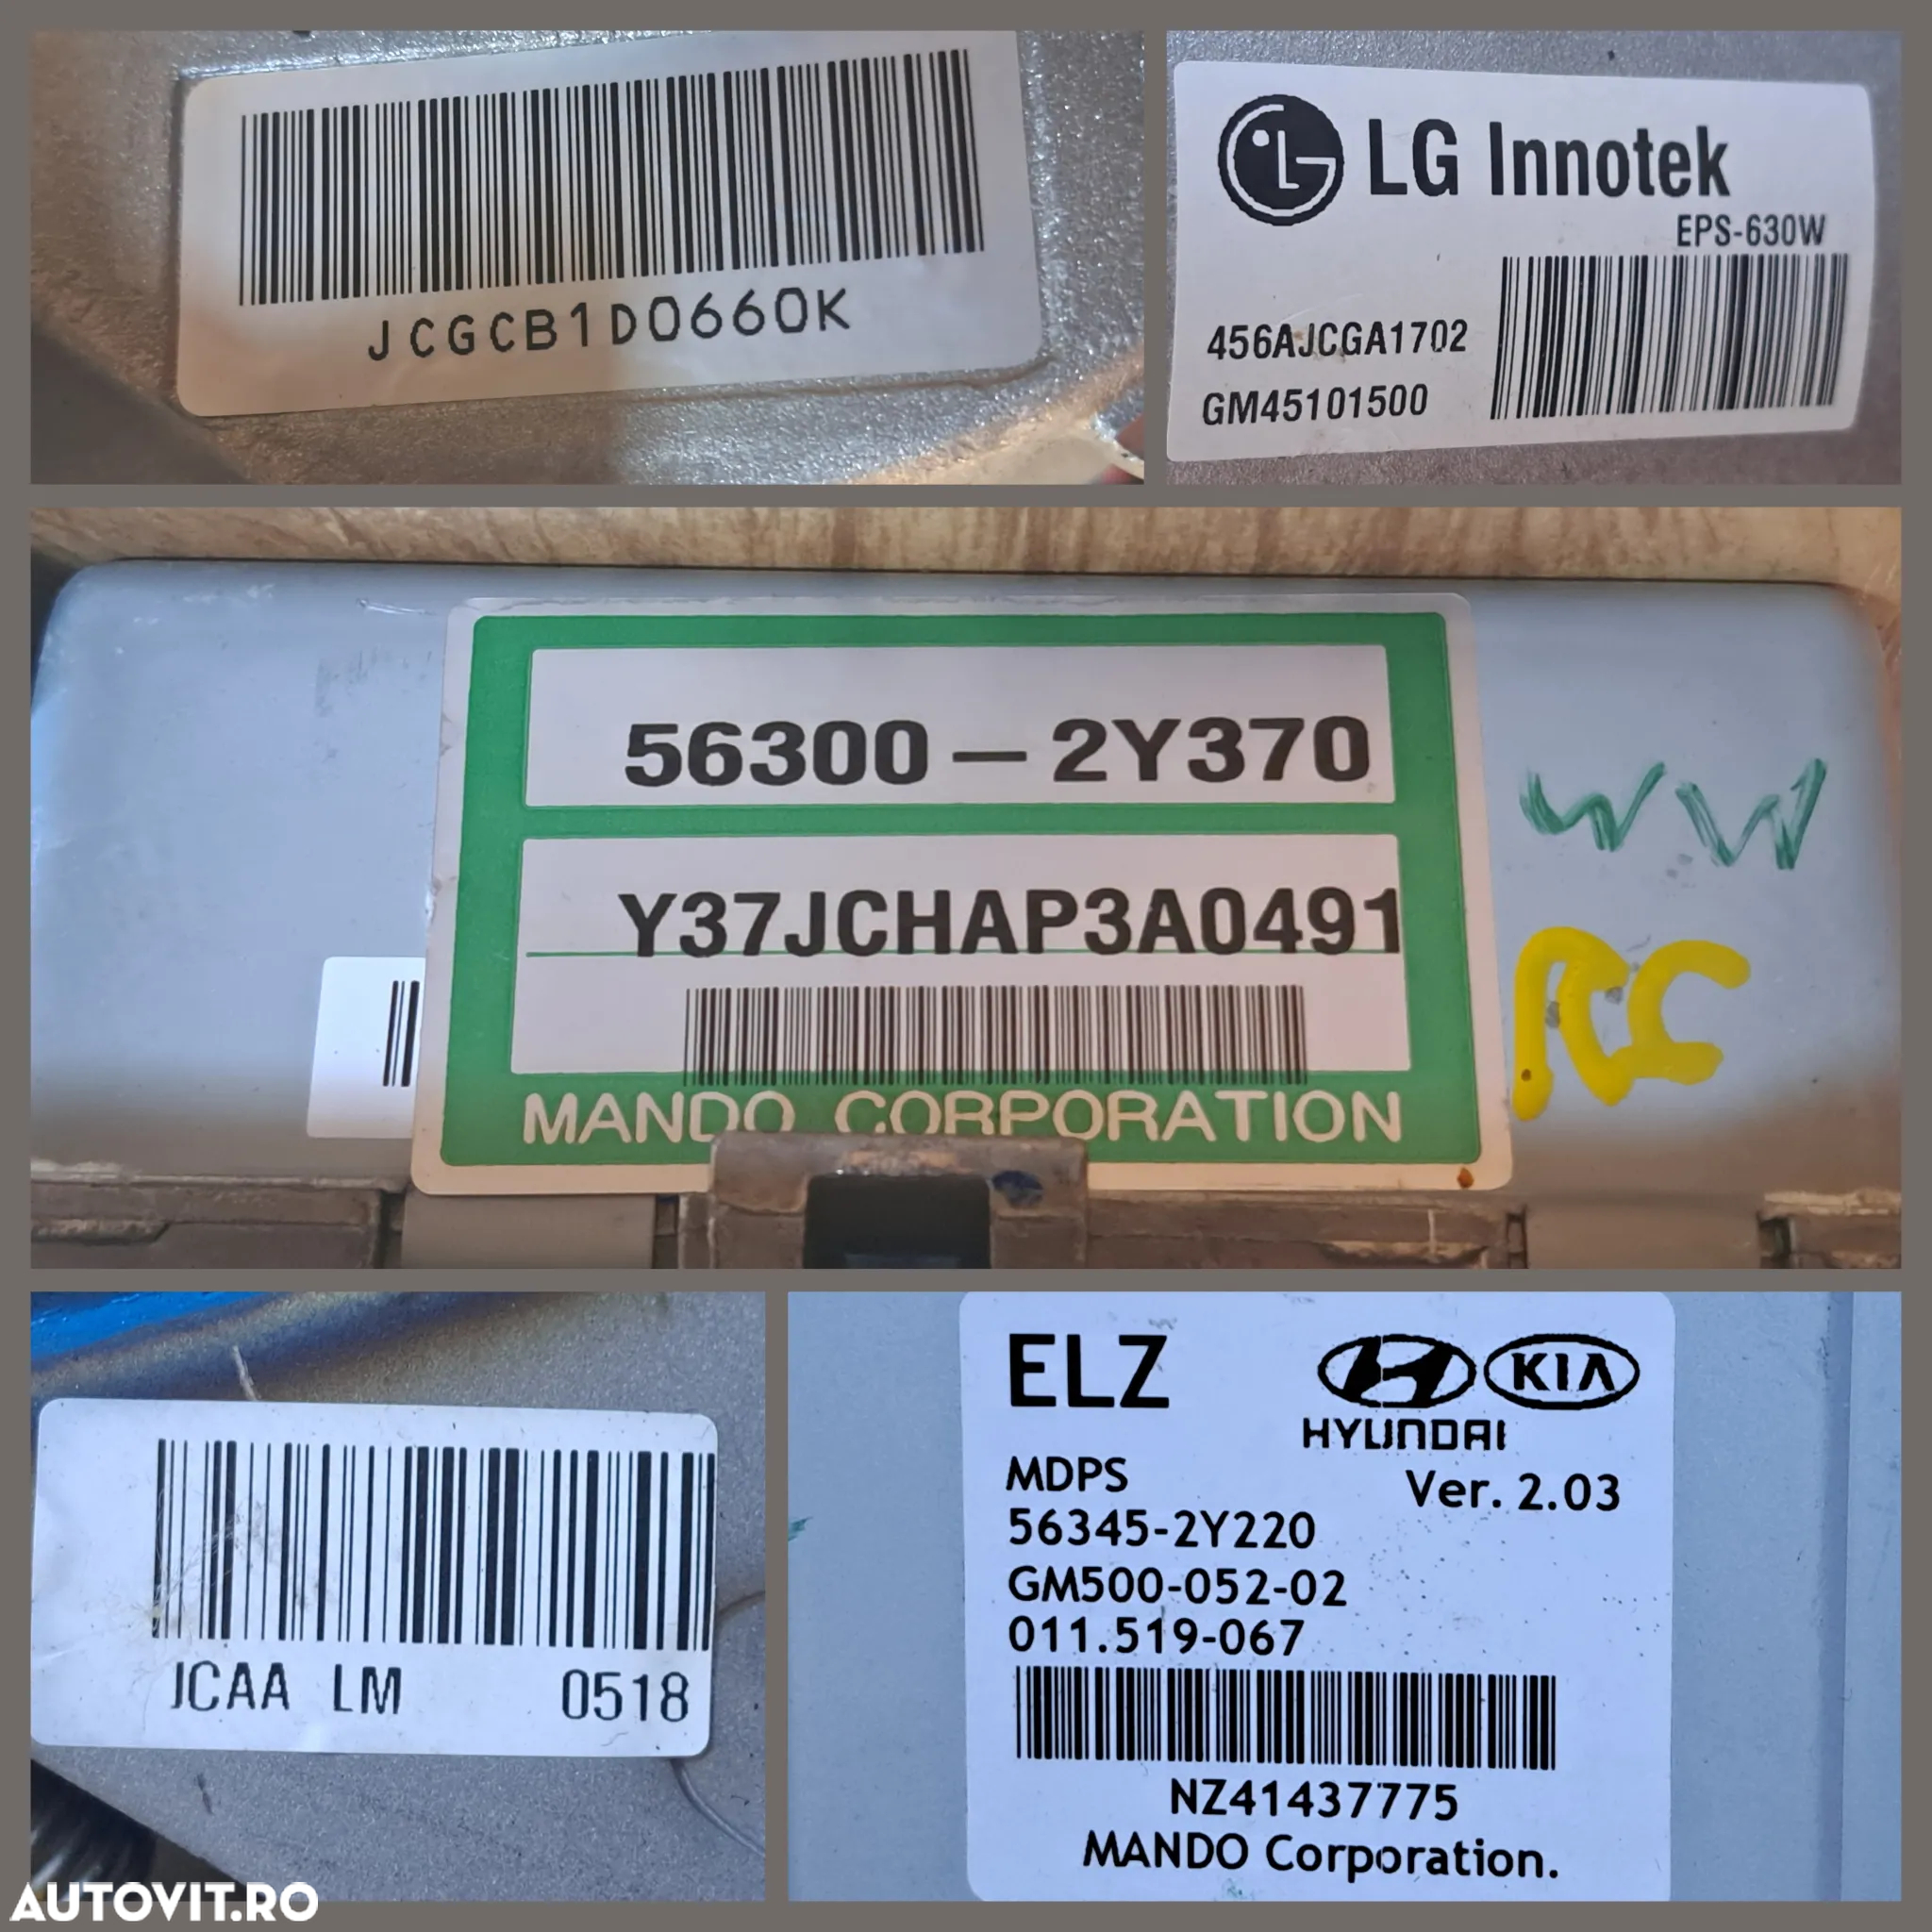 JCGCB1D0660K
LG Innotek
EPS-630W
456AJCGA1702
GM45101500
56300-2Y370
Y37JCHAP3A0491
MANDO CORPORATION
WW
RC
JCAA LM 0518
ELZ
KIA
HYUNDAI
MDPS
Ver. 2.03
56345-2Y220
GM500-052-02
011.519-067
NZ41437775
MANDO Corporation.
AUTOVIT.RO